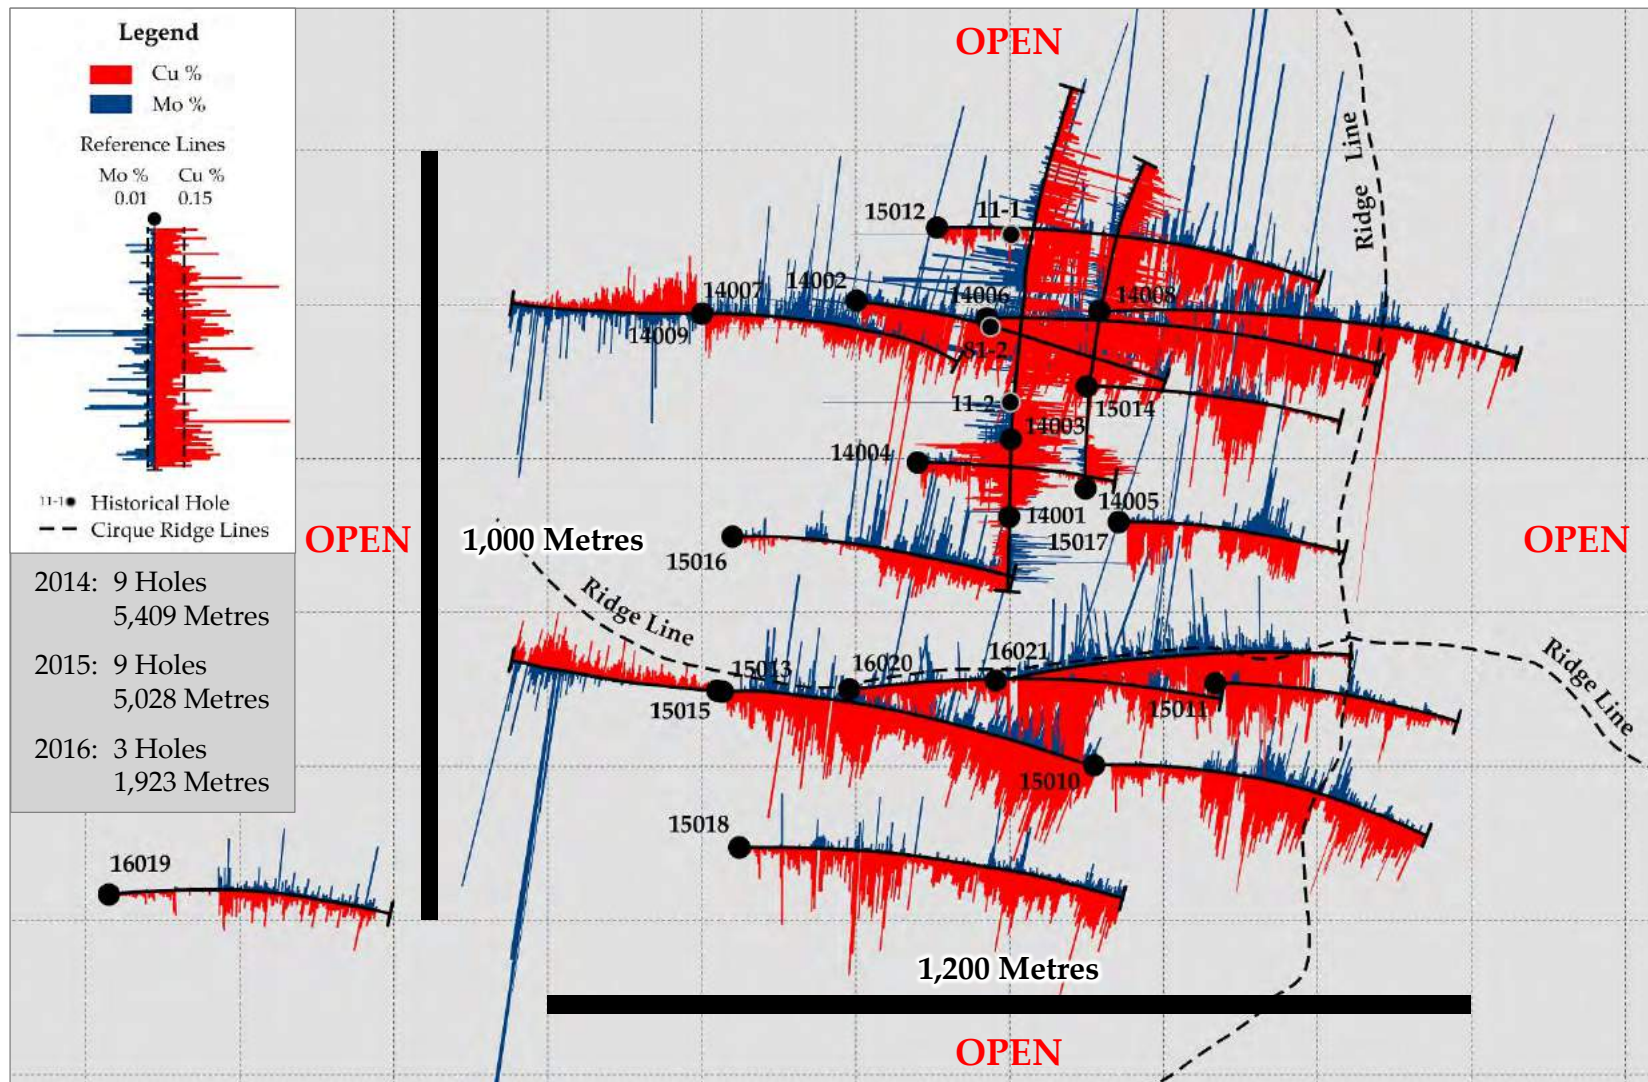 Legend
Cu %
Mo %
Reference Lines
Mo % Cu %
0.01 0.15
11-1 Historical Hole
Cirque Ridge Lines
2014: 9 Holes
5,409 Metres
2015: 9 Holes
5,028 Metres
2016: 3 Holes
1,923 Metres
OPEN
Ridge Line
15012
11-1
14007
14002
14006
14008
14009
81-2
11-2
15014
14003
14004
14005
14001
15017
15016
OPEN
1,000 Metres
OPEN
Ridge Line
Ridge Line
15013
16020
16021
15015
15011
15010
15018
16019
1,200 Metres
OPEN